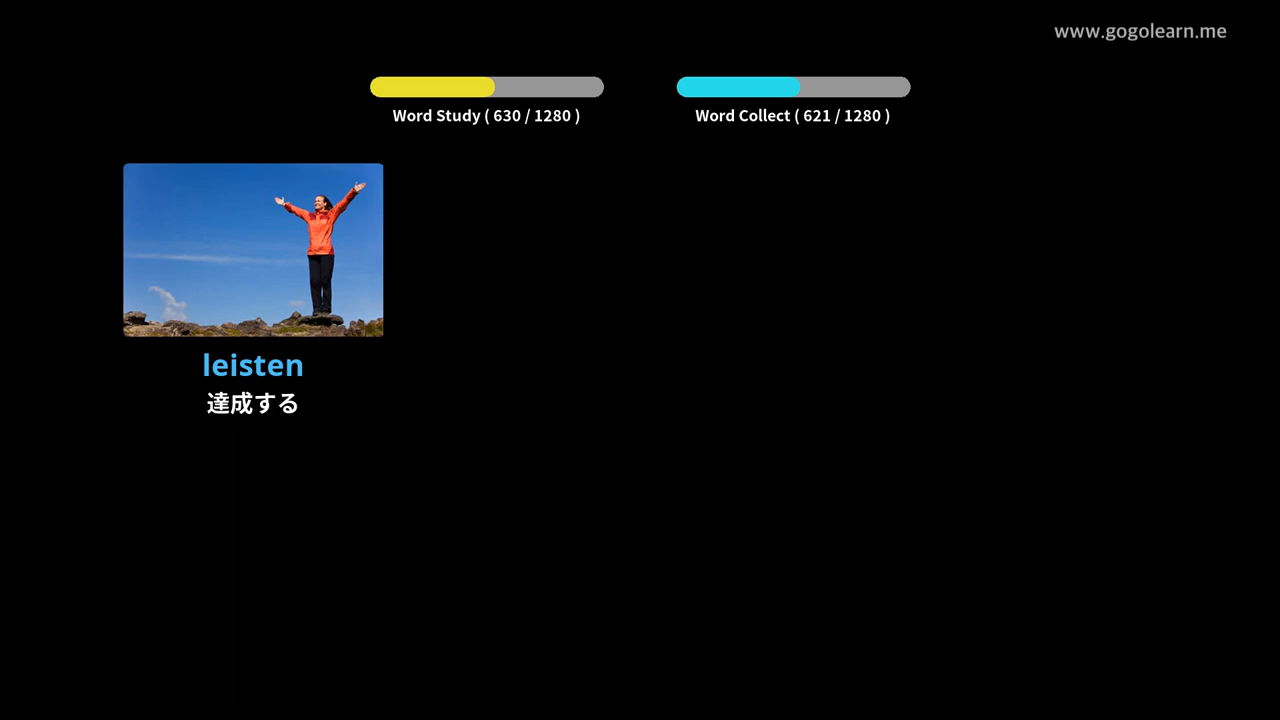 www.gogolearn.me
Word Study ( 630 / 1280 )
Word Collect ( 621 / 1280 )
leisten
達成する